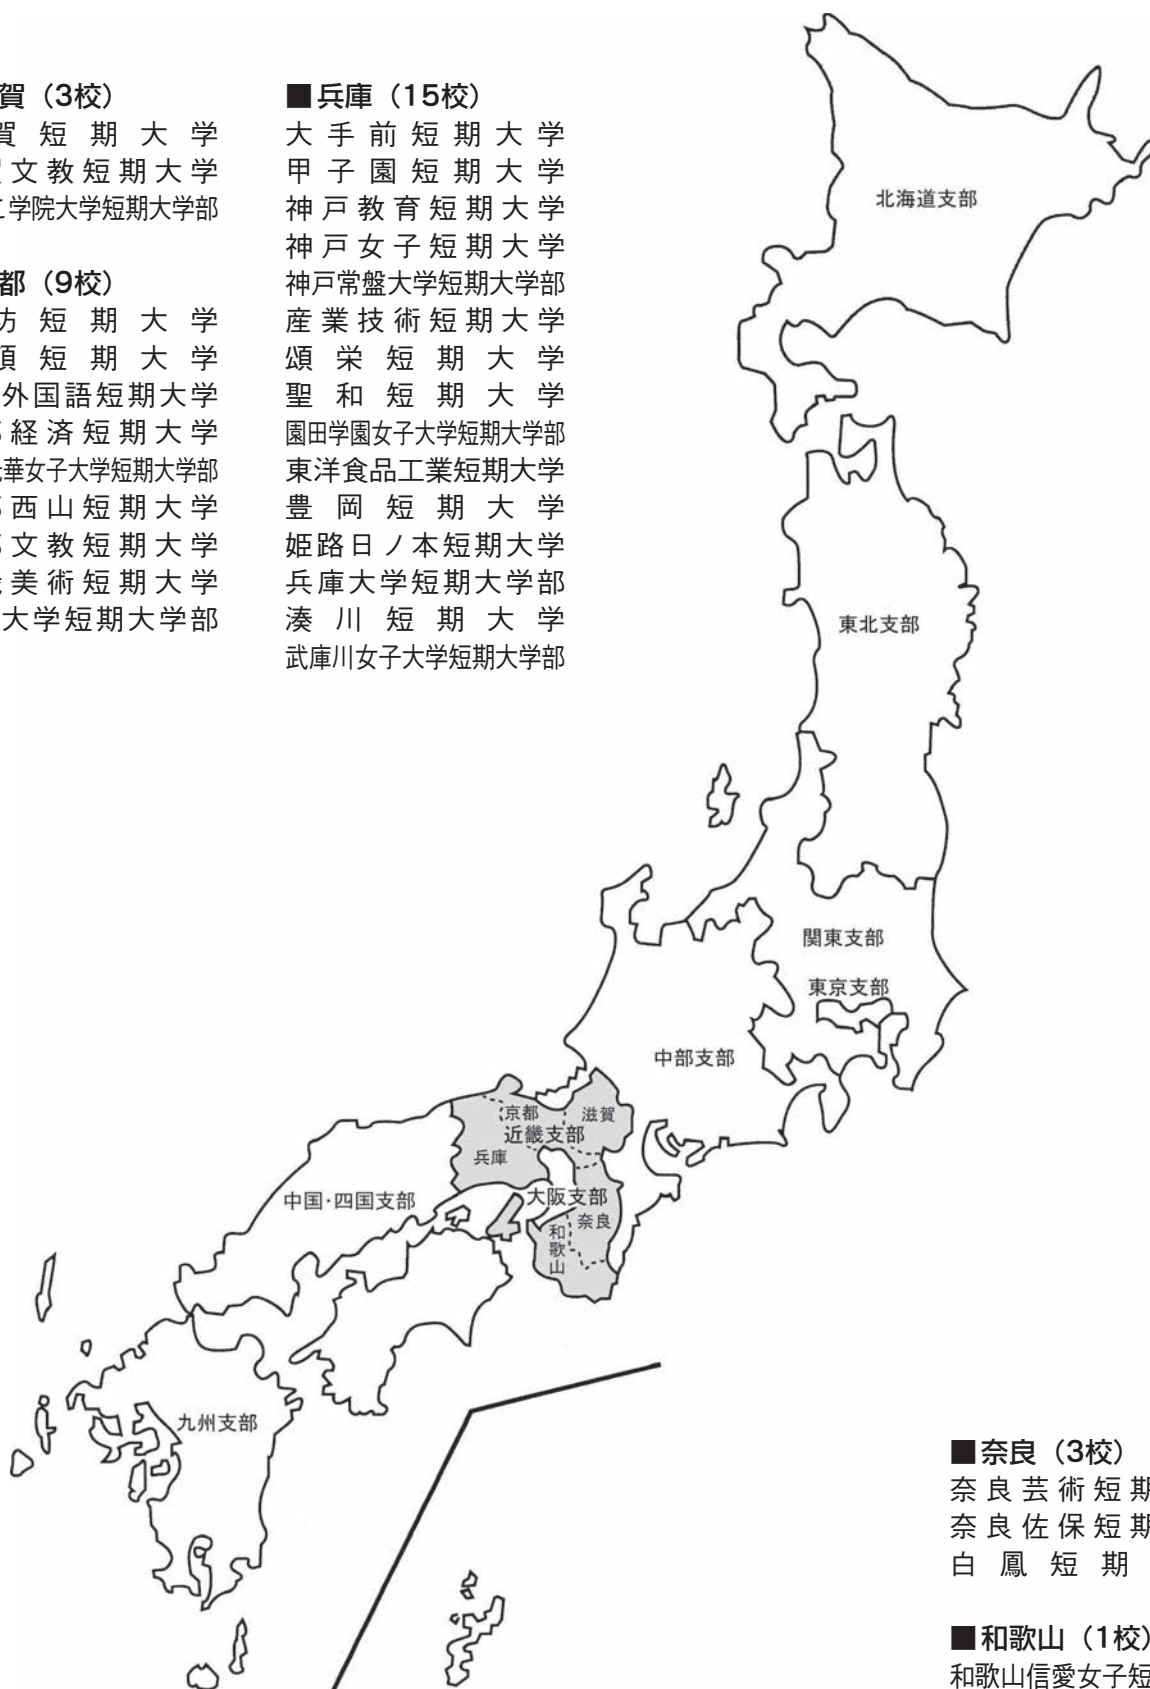 賀（3校）
賀短期大学
文教短期大学
学院大学短期大学部
都（9校）
短期大学
短期大学
外国語短期大学
経済短期大学
華女子大学短期大学部
西山短期大学
文教短期大学
美術短期大学
大学短期大学部
■兵庫（15校）
大手前短期大学
甲子園短期大学
神戸教育短期大学
神戸女子短期大学
神戸常盤大学短期大学部
産業技術短期大学
頌栄短期大学
聖和短期大学
園田学園女子大学短期大学部
東洋食品工業短期大学
豊岡短期大学
姫路日ノ本短期大学
兵庫大学短期大学部
湊川短期大学
武庫川女子大学短期大学部
北海道支部
東北支部
関東支部
東京支部
中部支部
京都
滋賀
近畿支部
兵庫
大阪支部
中国・四国支部
奈良
和歌山
九州支部
■奈良（3校）
奈良芸術短期
奈良佐保短期
白鳳短期
■和歌山（1校）
和歌山信愛女子短